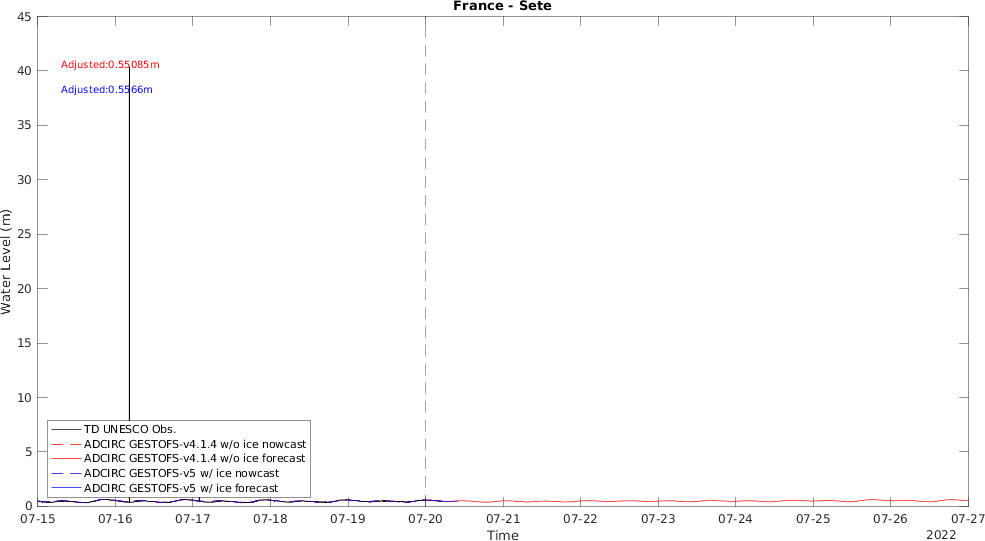 France - Sete
45
40
35
30
25
20
15
10
5
0
Water Level (m)
Adjusted:0.55085m
Adjusted:0.5566m
TD UNESCO Obs.
ADCIRC GESTOFS-v4.1.4 w/o ice nowcast
ADCIRC GESTOFS-v4.1.4 w/o ice forecast
ADCIRC GESTOFS-v5 w/ ice nowcast
ADCIRC GESTOFS-v5 w/ ice forecast
07-15 07-16 07-17 07-18 07-19 07-20 07-21 07-22 07-23 07-24 07-25 07-26 07-27
Time
2022